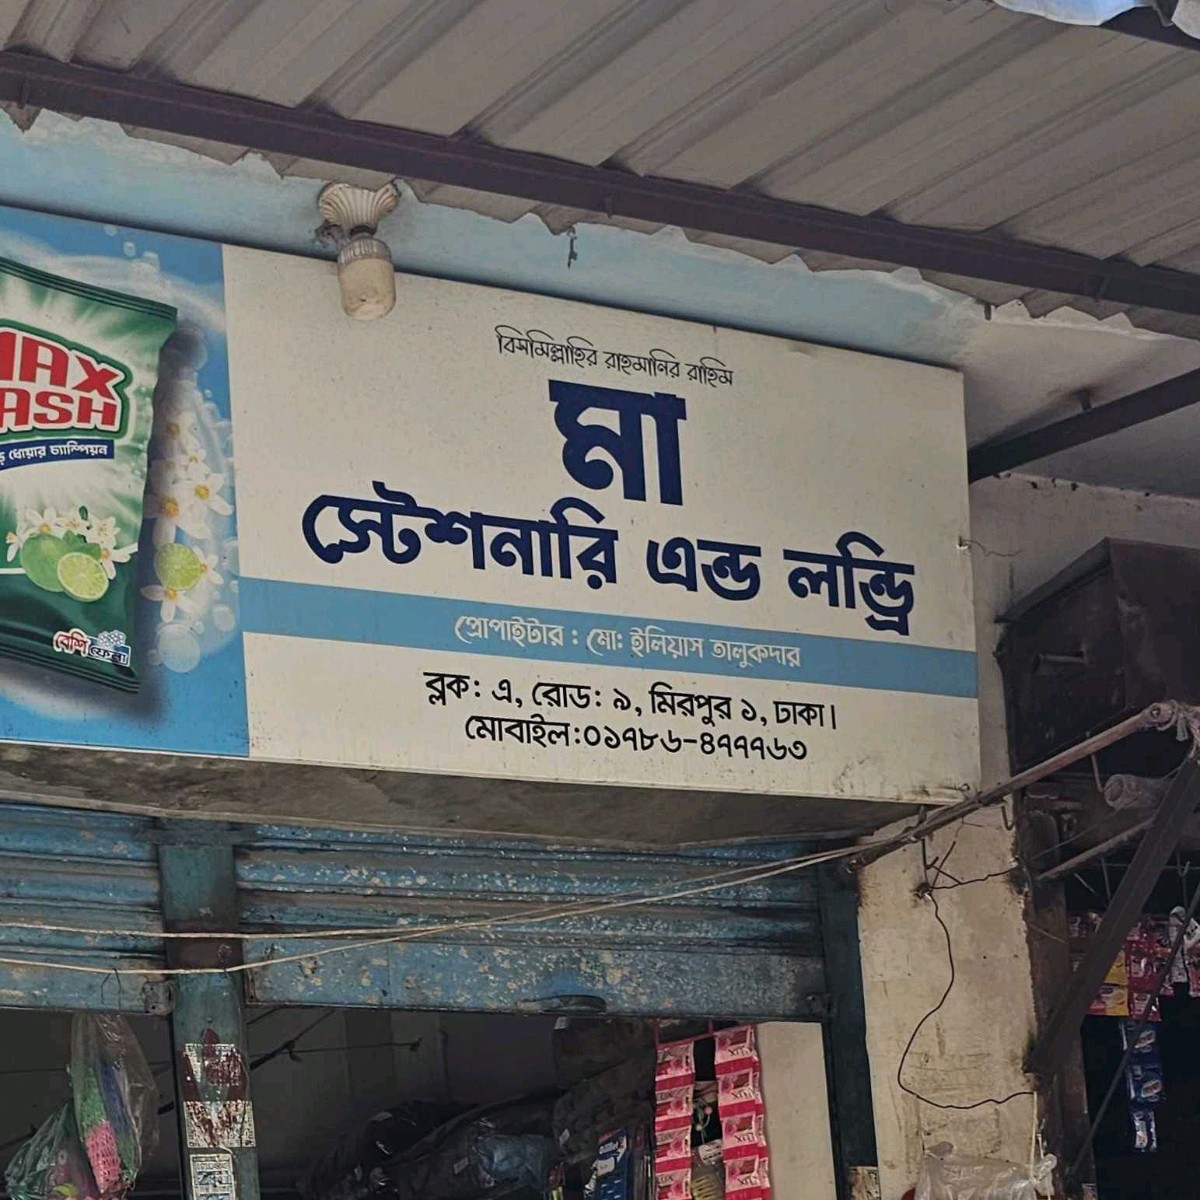 বিসমিল্লাহির রাহমানির রাহিম
মা
স্টেশনারি এন্ড লন্ড্রি
প্রোপাইটার : মো: ইলিয়াস তালুকদার
ব্লক: এ, রোড: ৯, মিরপুর ১, ঢাকা।
মোবাইল:০১৭৮৬-৪৭৭৭৬৩
ধোয়ার চ্যাম্পিয়ন
বেশি ফেনা